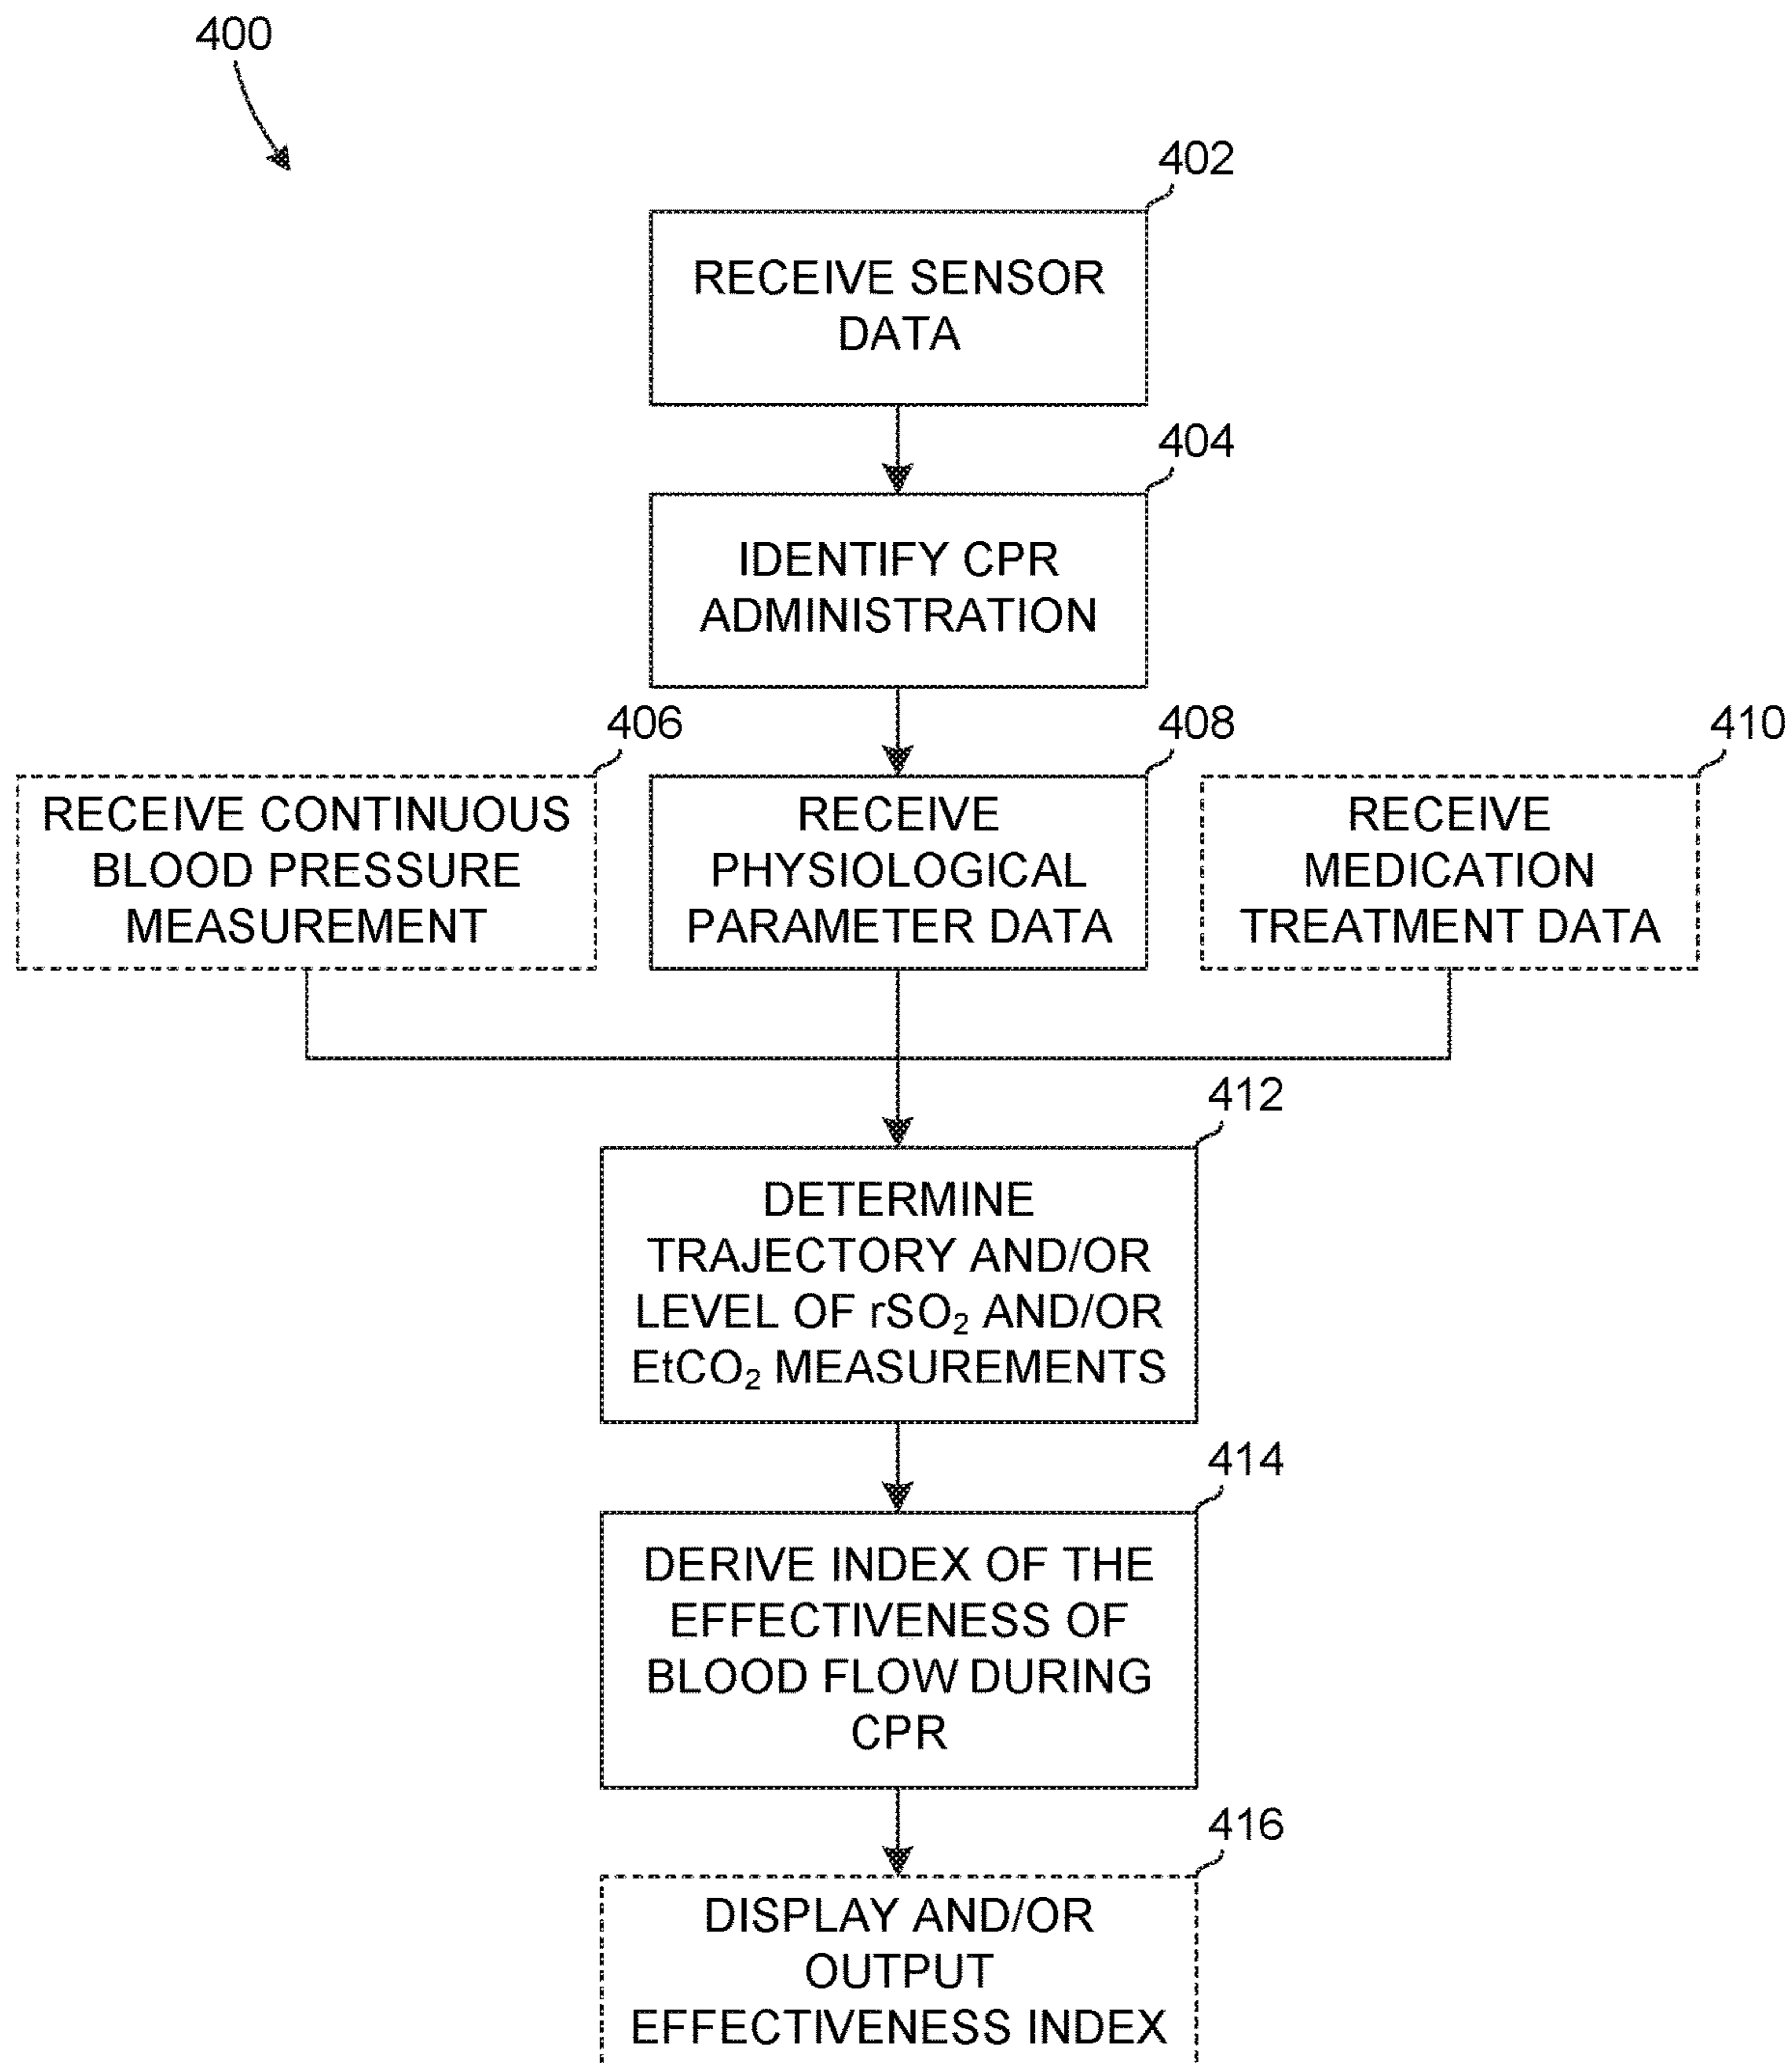 400
402
RECEIVE SENSOR
DATA
404
IDENTIFY CPR
ADMINISTRATION
406
RECEIVE CONTINUOUS
BLOOD PRESSURE
MEASUREMENT
408
RECEIVE
PHYSIOLOGICAL
PARAMETER DATA
410
RECEIVE
MEDICATION
TREATMENT DATA
412
DETERMINE
TRAJECTORY AND/OR
LEVEL OF rSO₂ AND/OR
EtCO₂ MEASUREMENTS
414
DERIVE INDEX OF THE
EFFECTIVENESS OF
BLOOD FLOW DURING
CPR
416
DISPLAY AND/OR
OUTPUT
EFFECTIVENESS INDEX